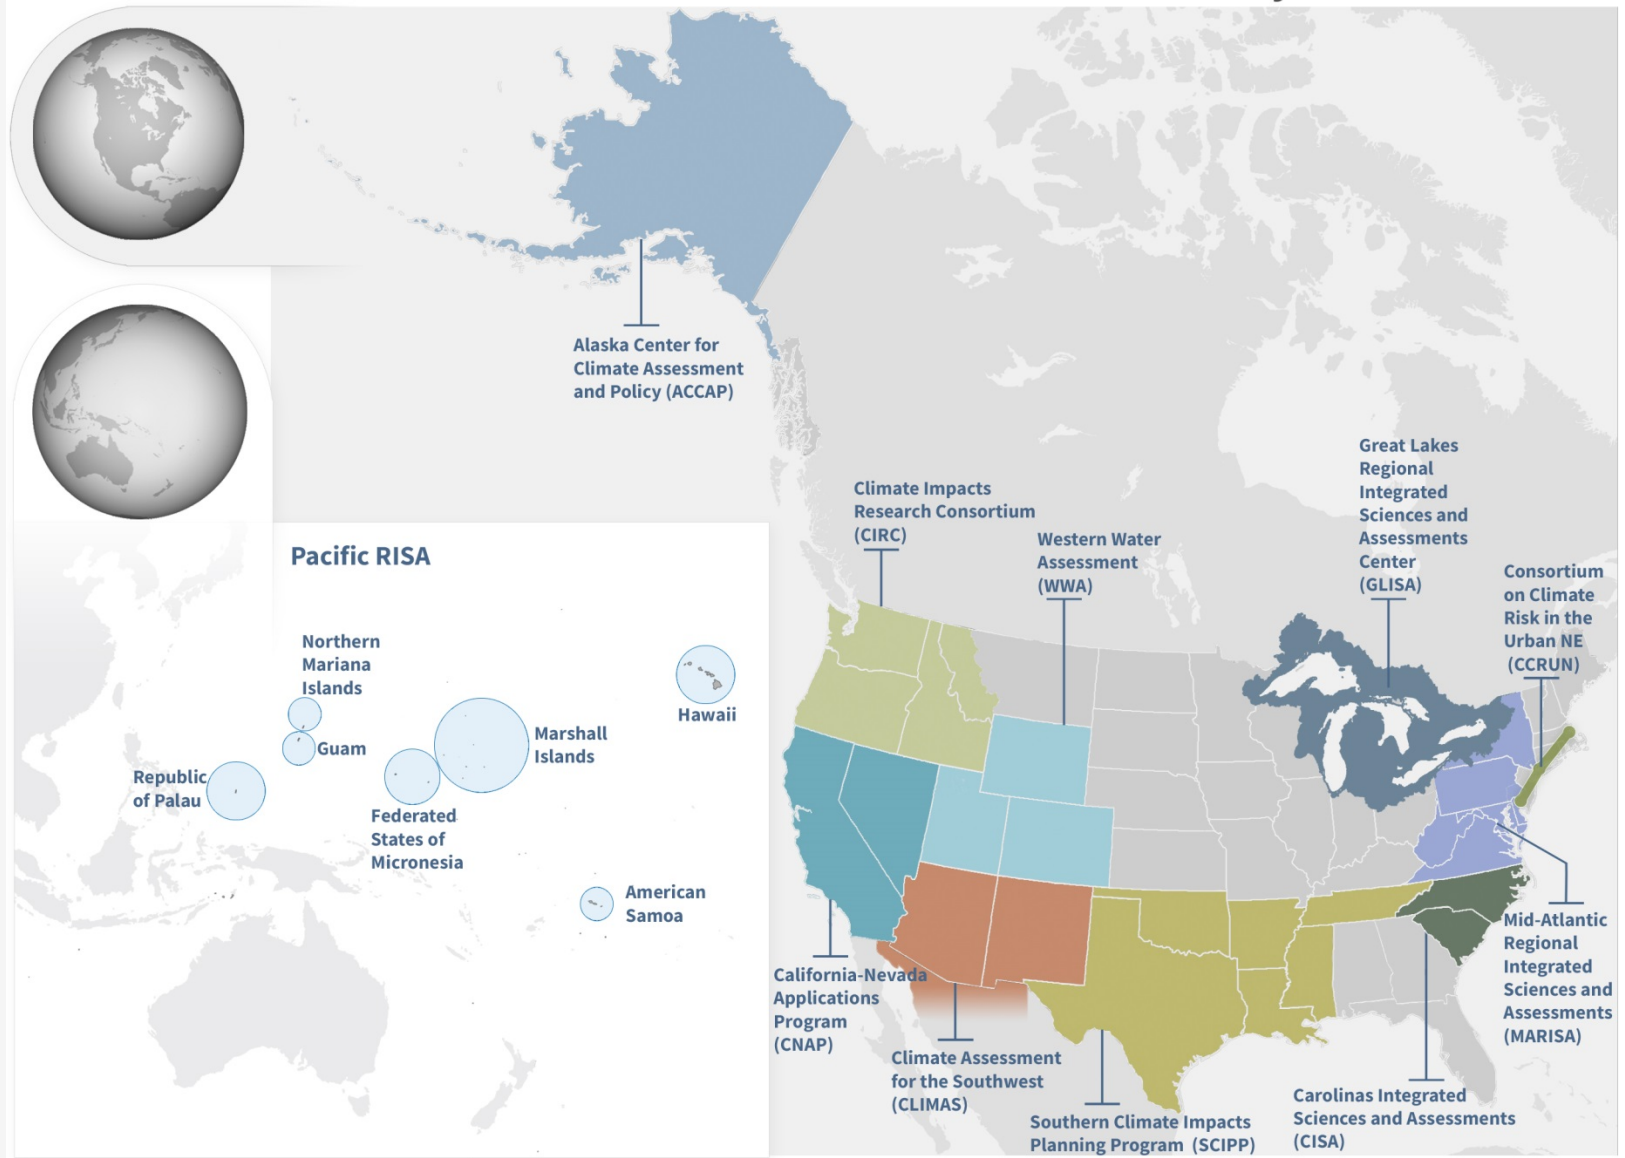 Alaska Center for
Climate Assessment
and Policy (ACCAP)
Climate Impacts
Research Consortium
(CIRC)
Western Water
Assessment
(WWA)
Great Lakes
Regional
Integrated
Sciences and
Assessments
Center
(GLISA)
Consortium
on Climate
Risk in the
Urban NE
(CCRUN)
Pacific RISA
Northern
Mariana
Islands
Guam
Republic
of Palau
Federated
States of
Micronesia
Marshall
Islands
Hawaii
American
Samoa
California-Nevada
Applications
Program
(CNAP)
Climate Assessment
for the Southwest
(CLIMAS)
Southern Climate Impacts
Planning Program (SCIPP)
Carolinas Integrated
Sciences and Assessments
(CISA)
Mid-Atlantic
Regional
Integrated
Sciences and
Assessments
(MARISA)